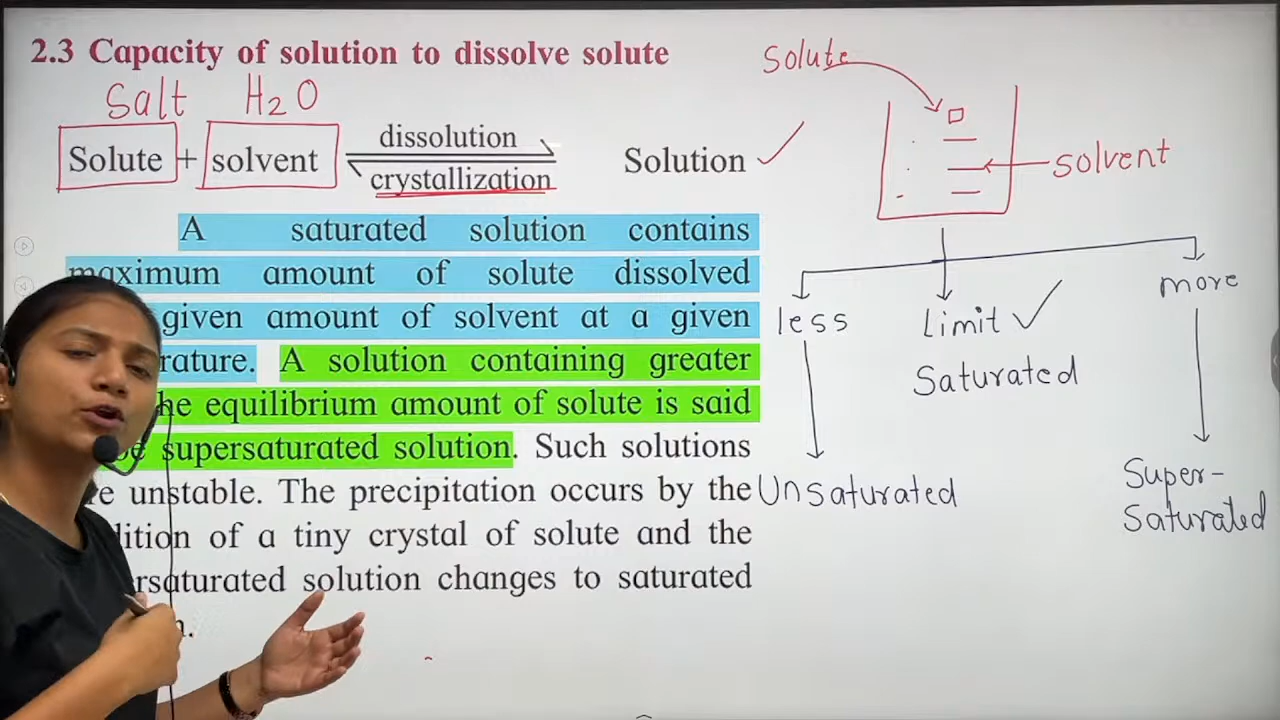 2.3 Capacity of solution to dissolve solute
Salt H2O
Solute + solvent
dissolution
crystallization
Solution ✓
A saturated solution contains
maximum amount of solute dissolved
given amount of solvent at a given
rature. A solution containing greater
he equilibrium amount of solute is said
supersaturated solution. Such solutions
e unstable. The precipitation occurs by the
dition of a tiny crystal of solute and the
rsaturated solution changes to saturated
n.
Solute
solvent
less
Limit ✓
Saturated
more
Unsaturated
Super-
Saturated